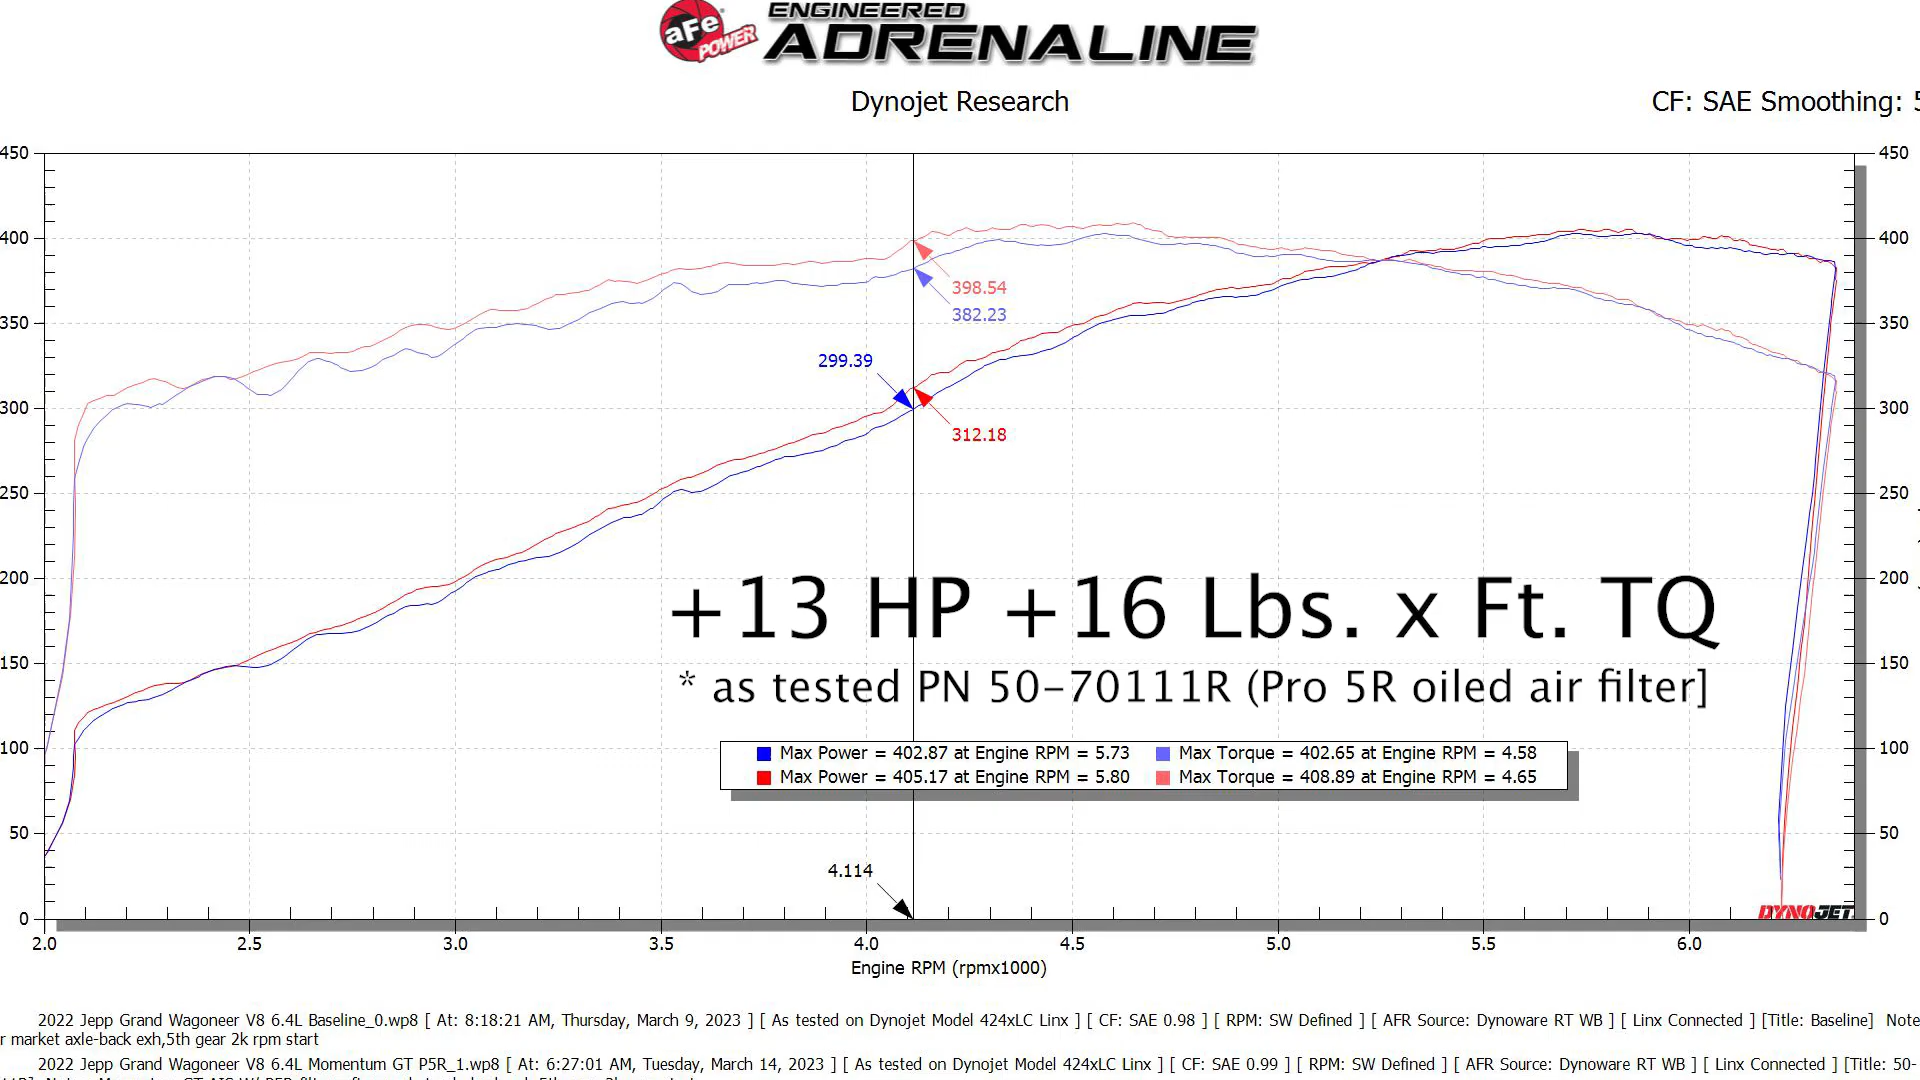 aFe POWER ENGINEERED ADRENALINE
Dynojet Research
CF: SAE Smoothing: 5
450 450
400 400
350 350
300 300
250 250
200 200
150 150
100 100
50 50
0 0
398.54
382.23
299.39
312.18
+13 HP +16 Lbs. x Ft. TQ
* as tested PN 50-70111R (Pro 5R oiled air filter]
Max Power = 402.87 at Engine RPM = 5.73 Max Torque = 402.65 at Engine RPM = 4.58
Max Power = 405.17 at Engine RPM = 5.80 Max Torque = 408.89 at Engine RPM = 4.65
4.114
DYNOJET
2.0 2.5 3.0 3.5 4.0 4.5 5.0 5.5 6.0
Engine RPM (rpmx1000)
2022 Jepp Grand Wagoneer V8 6.4L Baseline_0.wp8 [ At: 8:18:21 AM, Thursday, March 9, 2023 ] [ As tested on Dynojet Model 424xLC Linx ] [ CF: SAE 0.98 ] [ RPM: SW Defined ] [ AFR Source: Dynoware RT WB ] [ Linx Connected ] [Title: Baseline] Note
r market axle-back exh,5th gear 2k rpm start
2022 Jepp Grand Wagoneer V8 6.4L Momentum GT P5R_1.wp8 [ At: 6:27:01 AM, Tuesday, March 14, 2023 ] [ As tested on Dynojet Model 424xLC Linx ] [ CF: SAE 0.99 ] [ RPM: SW Defined ] [ AFR Source: Dynoware RT WB ] [ Linx Connected ] [Title: 50-